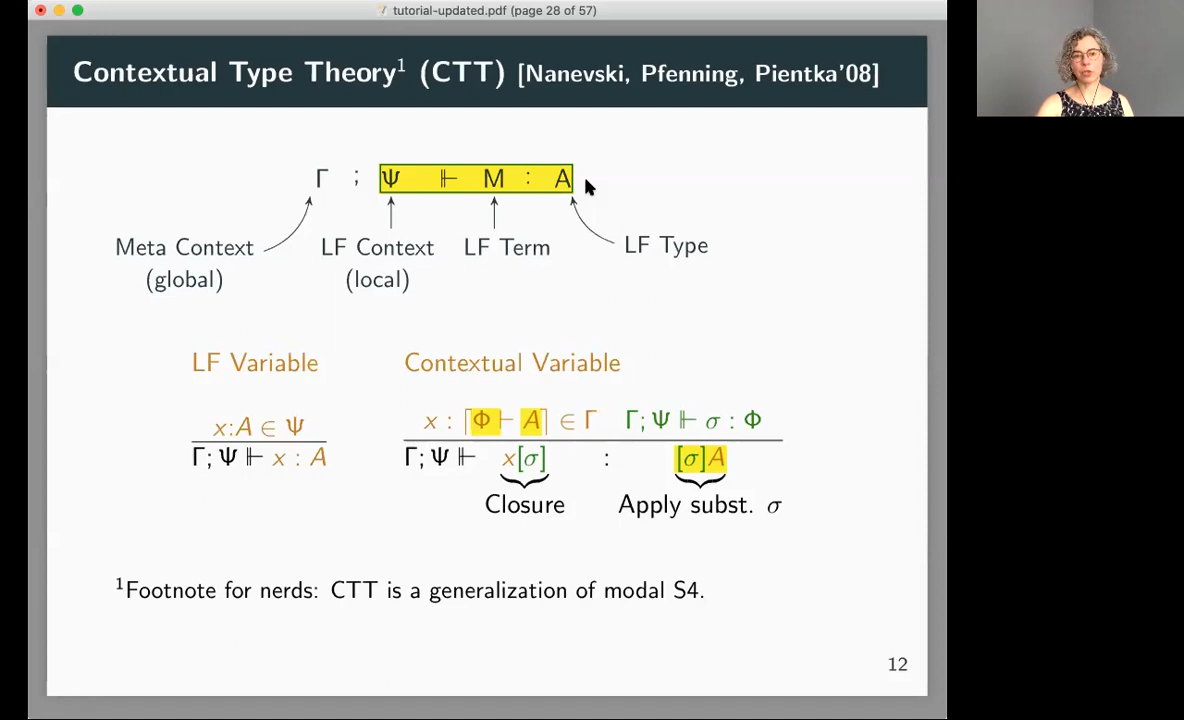 tutorial-updated.pdf (page 28 of 57)
Contextual Type Theory¹ (CTT) [Nanevski, Pfenning, Pientka'08]
Γ ; Ψ ⊩ M : A
Meta Context LF Context LF Term LF Type
(global) (local)
LF Variable Contextual Variable
x:A ∈ Ψ x : ⌈Φ ⊢ A⌉ ∈ Γ Γ;Ψ ⊩ σ : Φ
Γ;Ψ ⊩ x : A Γ;Ψ ⊩ x[σ] : [σ]A
Closure Apply subst. σ
¹Footnote for nerds: CTT is a generalization of modal S4.
12